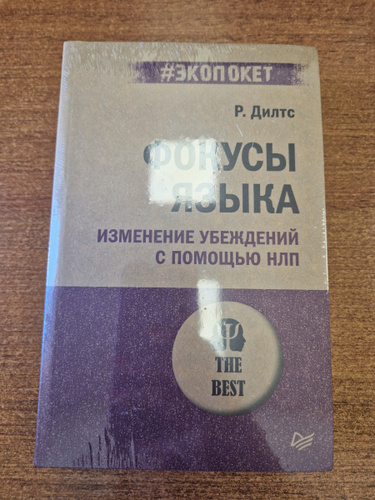 #ЭКОПОКЕТ
Р. Дилтс
ФОКУСЫ
ЯЗЫКА
ИЗМЕНЕНИЕ УБЕЖДЕНИЙ
С ПОМОЩЬЮ НЛП
THE
BEST